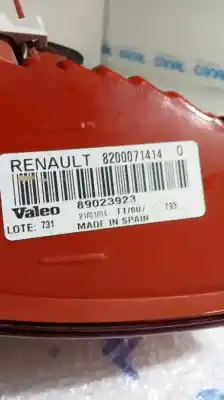 RENAULT 8200071414 0
Valeo 89023923
LOTE: 731 MADE IN SPAIN